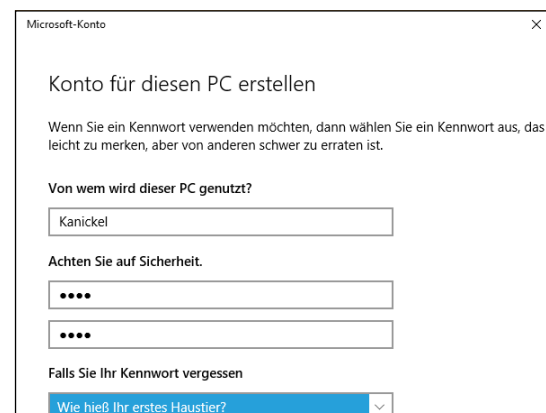 Microsoft-Konto
Konto für diesen PC erstellen
Wenn Sie ein Kennwort verwenden möchten, dann wählen Sie ein Kennwort aus, das
leicht zu merken, aber von anderen schwer zu erraten ist.
Von wem wird dieser PC genutzt?
Kanickel
Achten Sie auf Sicherheit.
●●●●
●●●●
Falls Sie Ihr Kennwort vergessen
Wie hieß Ihr erstes Haustier?